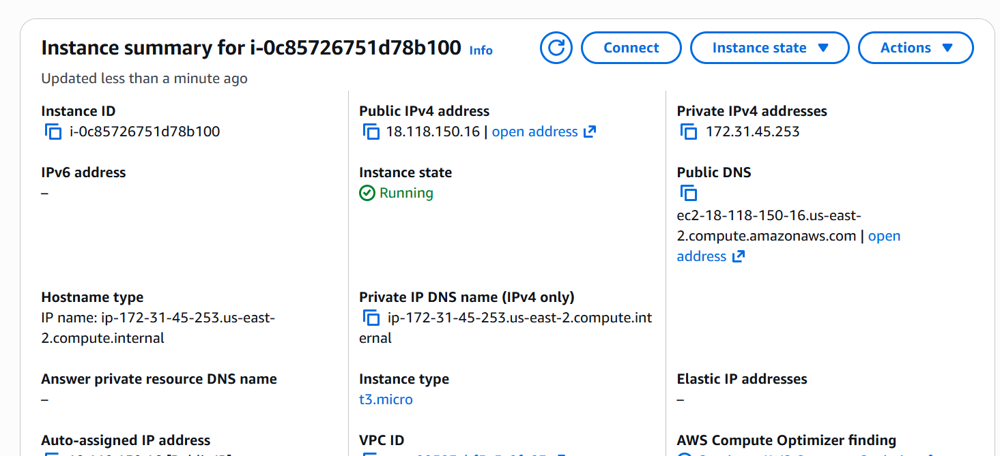 Instance summary for i-0c85726751d78b100 Info
Connect
Instance state
Actions
Updated less than a minute ago
Instance ID
i-0c85726751d78b100
Public IPv4 address
18.118.150.16 | open address
Private IPv4 addresses
172.31.45.253
IPv6 address
–
Instance state
Running
Public DNS
ec2-18-118-150-16.us-east-
2.compute.amazonaws.com | open
address
Hostname type
IP name: ip-172-31-45-253.us-east-
2.compute.internal
Private IP DNS name (IPv4 only)
ip-172-31-45-253.us-east-2.compute.int
ernal
Answer private resource DNS name
–
Instance type
t3.micro
Elastic IP addresses
–
Auto-assigned IP address
VPC ID
AWS Compute Optimizer finding